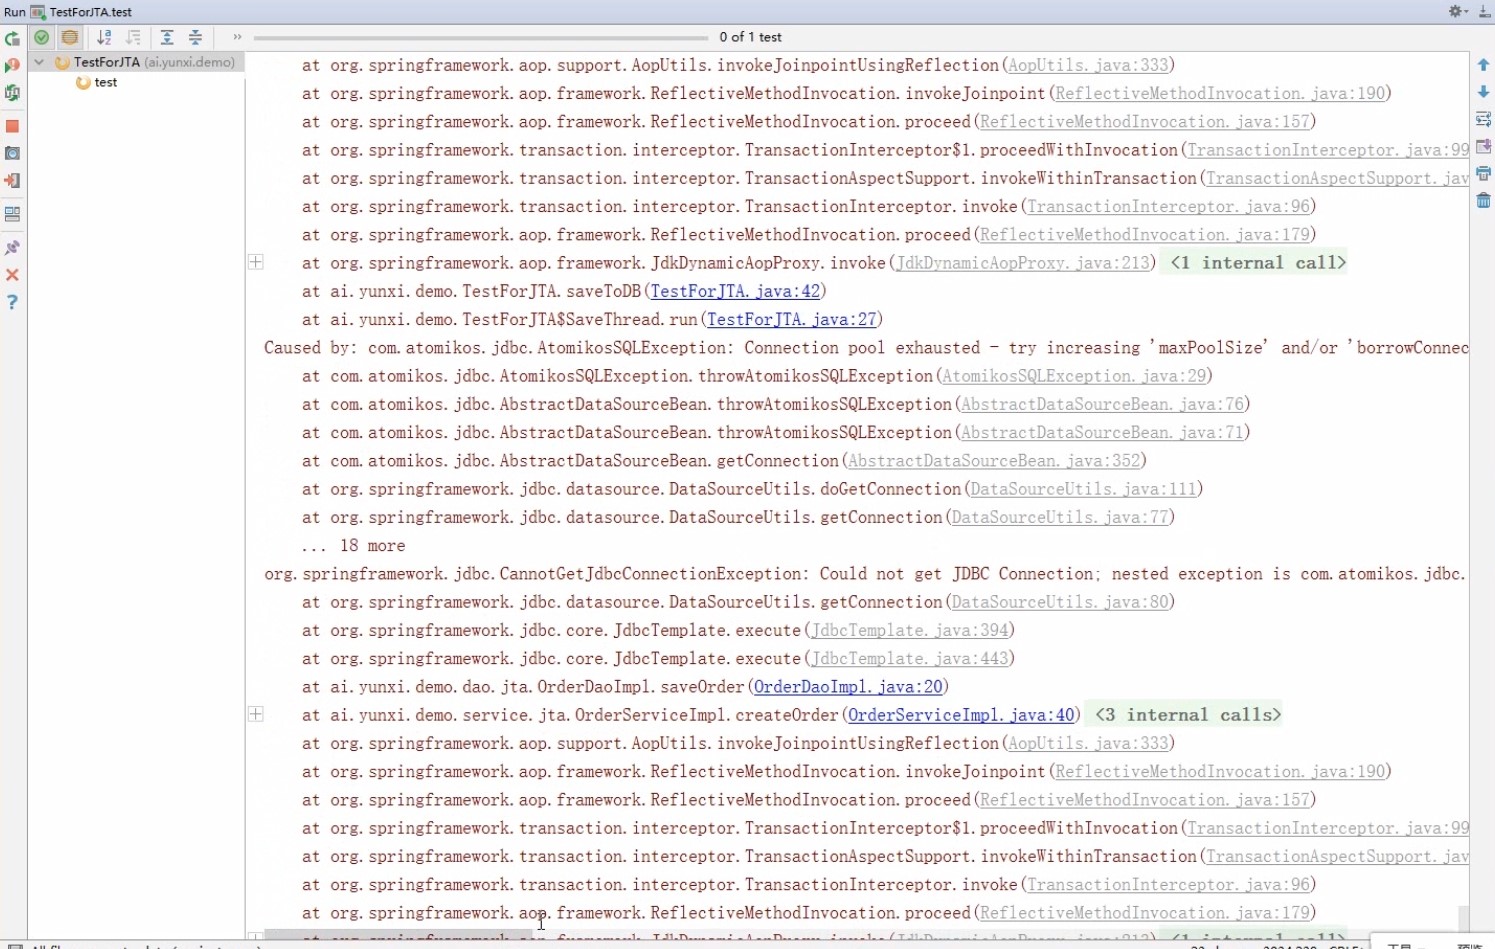 Run TestForJTA.test
0 of 1 test
TestForJTA (ai.yunxi.demo)
test
at org.springframework.aop.support.AopUtils.invokeJoinpointUsingReflection(AopUtils.java:333)
at org.springframework.aop.framework.ReflectiveMethodInvocation.invokeJoinpoint(ReflectiveMethodInvocation.java:190)
at org.springframework.aop.framework.ReflectiveMethodInvocation.proceed(ReflectiveMethodInvocation.java:157)
at org.springframework.transaction.interceptor.TransactionInterceptor$1.proceedWithInvocation(TransactionInterceptor.java:99
at org.springframework.transaction.interceptor.TransactionAspectSupport.invokeWithinTransaction(TransactionAspectSupport.jav
at org.springframework.transaction.interceptor.TransactionInterceptor.invoke(TransactionInterceptor.java:96)
at org.springframework.aop.framework.ReflectiveMethodInvocation.proceed(ReflectiveMethodInvocation.java:179)
at org.springframework.aop.framework.JdkDynamicAopProxy.invoke(JdkDynamicAopProxy.java:213) <1 internal call>
at ai.yunxi.demo.TestForJTA.saveToDB(TestForJTA.java:42)
at ai.yunxi.demo.TestForJTA$SaveThread.run(TestForJTA.java:27)
Caused by: com.atomikos.jdbc.AtomikosSQLException: Connection pool exhausted - try increasing 'maxPoolSize' and/or 'borrowConnec
at com.atomikos.jdbc.AtomikosSQLException.throwAtomikosSQLException(AtomikosSQLException.java:29)
at com.atomikos.jdbc.AbstractDataSourceBean.throwAtomikosSQLException(AbstractDataSourceBean.java:76)
at com.atomikos.jdbc.AbstractDataSourceBean.throwAtomikosSQLException(AbstractDataSourceBean.java:71)
at com.atomikos.jdbc.AbstractDataSourceBean.getConnection(AbstractDataSourceBean.java:352)
at org.springframework.jdbc.datasource.DataSourceUtils.doGetConnection(DataSourceUtils.java:111)
at org.springframework.jdbc.datasource.DataSourceUtils.getConnection(DataSourceUtils.java:77)
... 18 more
org.springframework.jdbc.CannotGetJdbcConnectionException: Could not get JDBC Connection; nested exception is com.atomikos.jdbc.
at org.springframework.jdbc.datasource.DataSourceUtils.getConnection(DataSourceUtils.java:80)
at org.springframework.jdbc.core.JdbcTemplate.execute(JdbcTemplate.java:394)
at org.springframework.jdbc.core.JdbcTemplate.execute(JdbcTemplate.java:443)
at ai.yunxi.demo.dao.jta.OrderDaoImpl.saveOrder(OrderDaoImpl.java:20)
at ai.yunxi.demo.service.jta.OrderServiceImpl.createOrder(OrderServiceImpl.java:40) <3 internal calls>
at org.springframework.aop.support.AopUtils.invokeJoinpointUsingReflection(AopUtils.java:333)
at org.springframework.aop.framework.ReflectiveMethodInvocation.invokeJoinpoint(ReflectiveMethodInvocation.java:190)
at org.springframework.aop.framework.ReflectiveMethodInvocation.proceed(ReflectiveMethodInvocation.java:157)
at org.springframework.transaction.interceptor.TransactionInterceptor$1.proceedWithInvocation(TransactionInterceptor.java:99
at org.springframework.transaction.interceptor.TransactionAspectSupport.invokeWithinTransaction(TransactionAspectSupport.jav
at org.springframework.transaction.interceptor.TransactionInterceptor.invoke(TransactionInterceptor.java:96)
at org.springframework.aop.framework.ReflectiveMethodInvocation.proceed(ReflectiveMethodInvocation.java:179)
at org.springframework.aop.framework.JdkDynamicAopProxy.invoke(JdkDynamicAopProxy.java:213) <1 internal call>